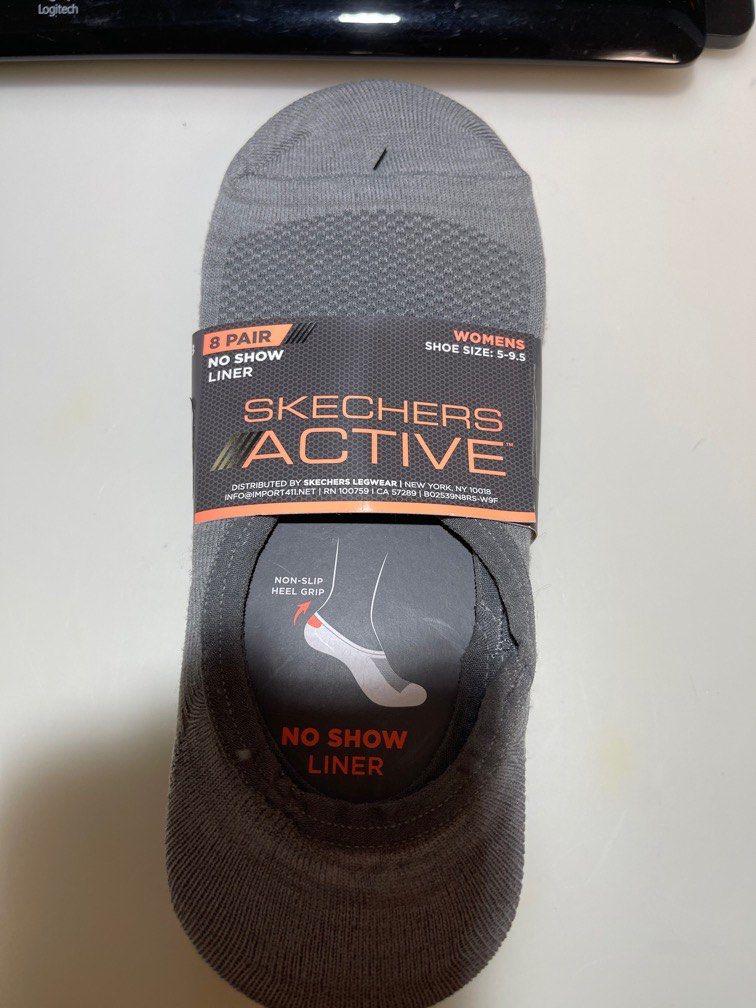 Logitech
8 PAIR
NO SHOW
LINER
WOMENS
SHOE SIZE: 5-9.5
SKECHERS
ACTIVE™
DISTRIBUTED BY SKECHERS LEGWEAR | NEW YORK, NY 10018
INFO@IMPORT411.NET | RN 100759 | CA 57289 | B02539N8RS-W9F
NON-SLIP
HEEL GRIP
NO SHOW
LINER